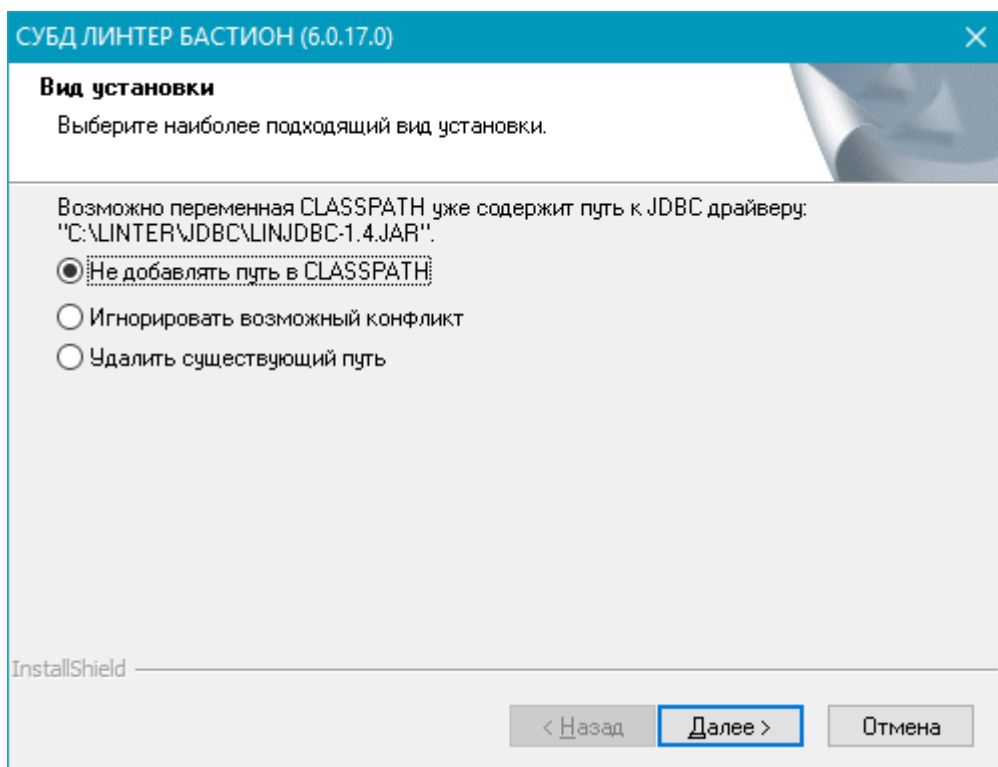 СУБД ЛИНТЕР БАСТИОН (6.0.17.0)
Вид установки
Выберите наиболее подходящий вид установки.
Возможно переменная CLASSPATH уже содержит путь к JDBC драйверу:
"C:\LINTER\JDBC\LINJDBC-1.4.JAR".
Не добавлять путь в CLASSPATH
Игнорировать возможный конфликт
Удалить существующий путь
InstallShield
< Назад
Далее >
Отмена